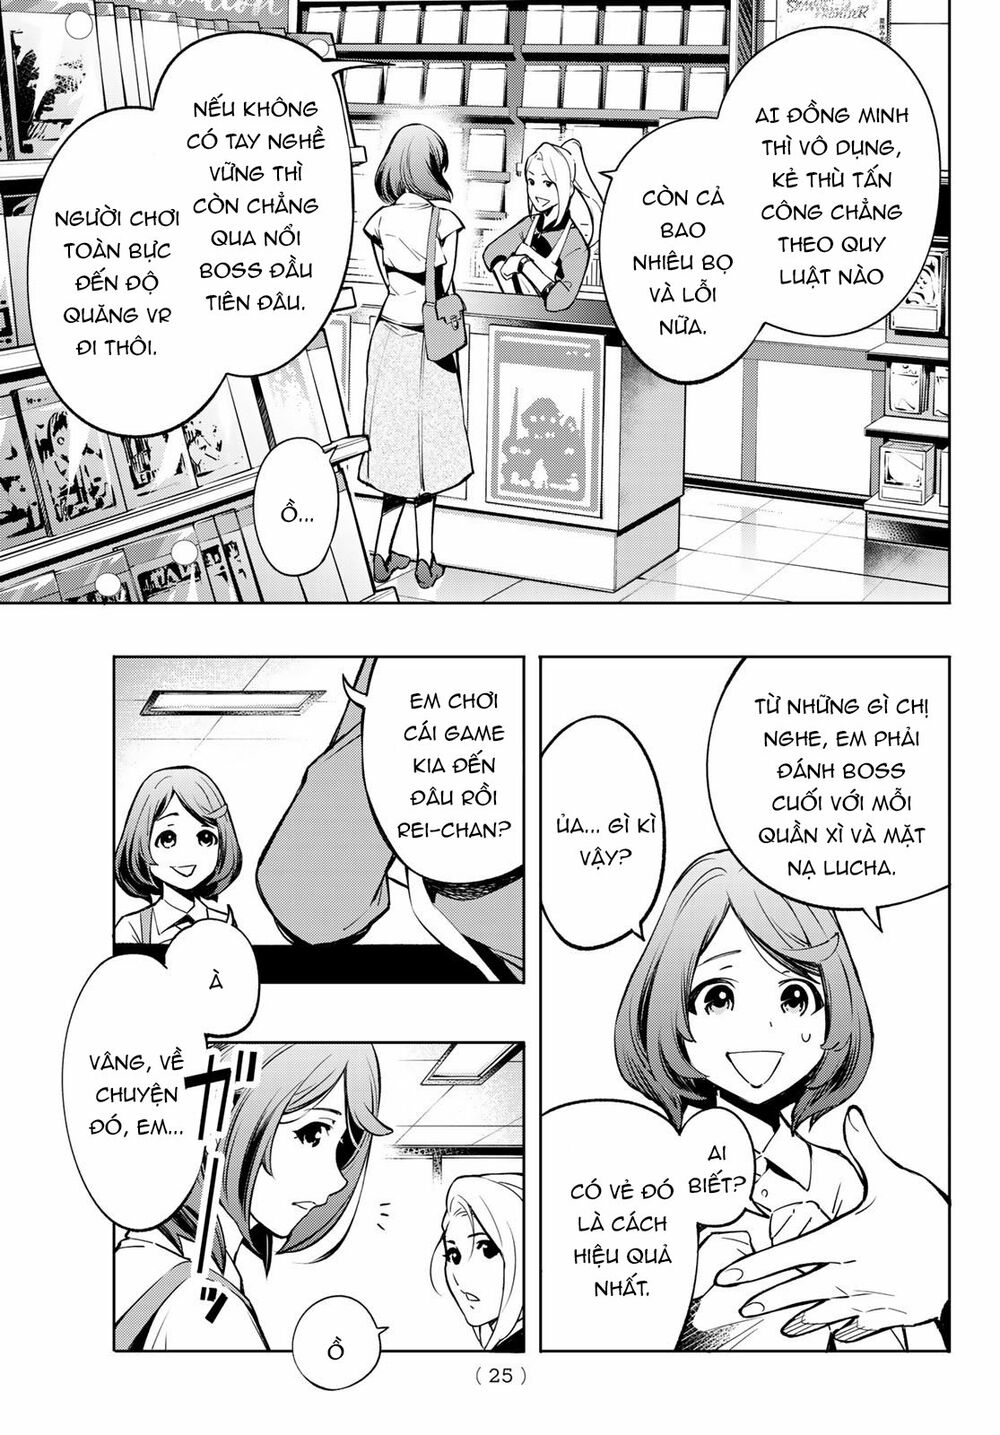 AI ĐỒNG MINH
THÌ VÔ DỤNG,
KẺ THÙ TẤN
CÔNG CHẲNG
THEO QUY
LUẬT NÀO
CÒN CẢ
BAO
NHIÊU BỌ
VÀ LỖI
NỮA.
NẾU KHÔNG
CÓ TAY NGHỀ
VỮNG THÌ
CÒN CHẲNG
QUA NỔI
BOSS ĐẦU
TIÊN ĐÂU.
NGƯỜI CHƠI
TOÀN BỰC
ĐẾN ĐỘ
QUĂNG VR
ĐI THÔI.
Ồ...
TỪ NHỮNG GÌ CHỊ
NGHE, EM PHẢI
ĐÁNH BOSS
CUỐI VỚI MỖI
QUẦN XÌ VÀ MẶT
NẠ LUCHA.
ỦA... GÌ KÌ
VẬY?
AI
BIẾT?
CÓ VẺ ĐÓ
LÀ CÁCH
HIỆU QUẢ
NHẤT.
EM CHƠI
CÁI GAME
KIA ĐẾN
ĐÂU RỒI
REI-CHAN?
À
VÂNG, VỀ
CHUYỆN
ĐÓ, EM...
Ồ
( 25 )